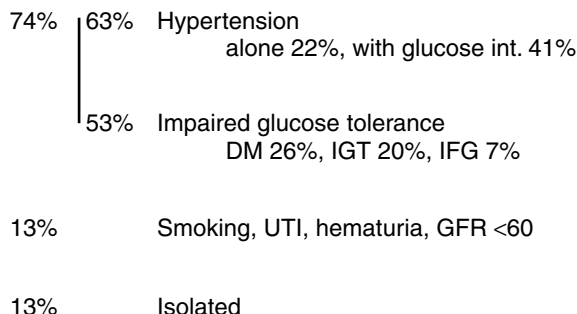 74% 63% Hypertension
alone 22%, with glucose int. 41%
53% Impaired glucose tolerance
DM 26%, IGT 20%, IFG 7%
13% Smoking, UTI, hematuria, GFR <60
13% Isolated